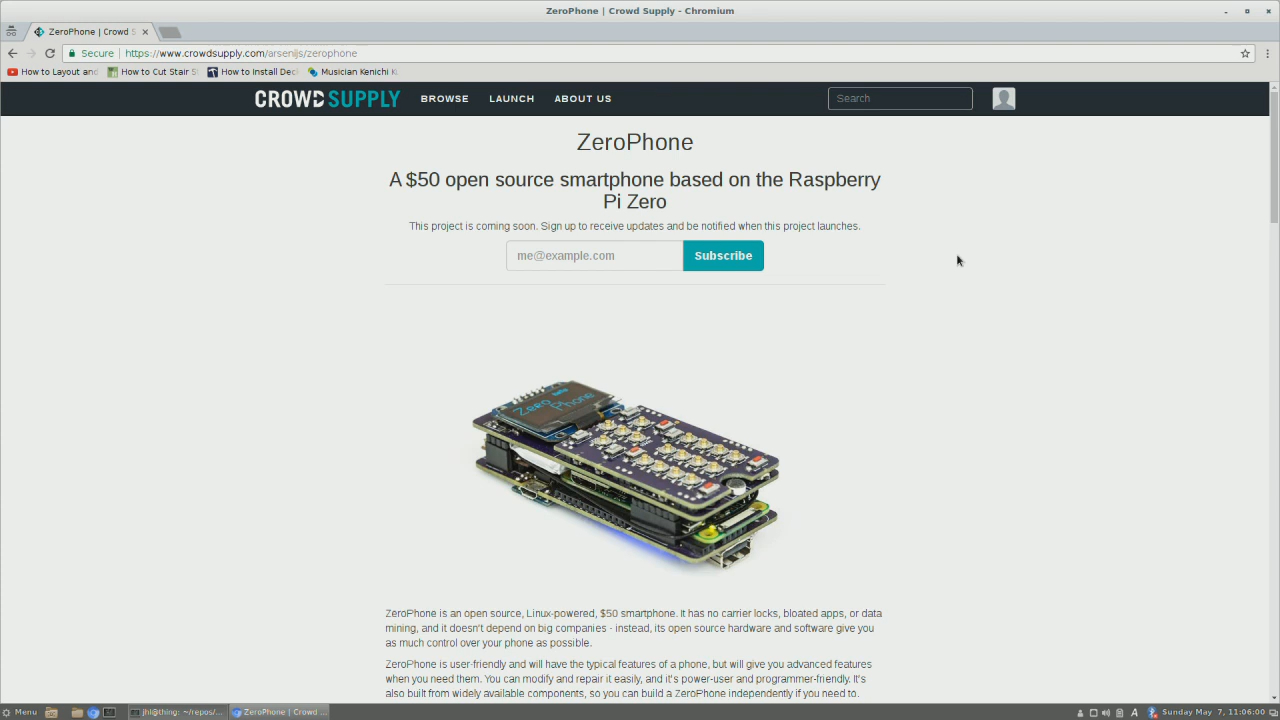 ZeroPhone | Crowd Supply - Chromium
ZeroPhone | Crowd S
Secure https://www.crowdsupply.com/arsenijs/zerophone
How to Layout and How to Cut Stair S How to Install Dec Musician Kenichi K
CROWD SUPPLY BROWSE LAUNCH ABOUT US Search
ZeroPhone
A $50 open source smartphone based on the Raspberry
Pi Zero
This project is coming soon. Sign up to receive updates and be notified when this project launches.
me@example.com Subscribe
Zero
Phone
ZeroPhone is an open source, Linux-powered, $50 smartphone. It has no carrier locks, bloated apps, or data
mining, and it doesn't depend on big companies - instead, its open source hardware and software give you
as much control over your phone as possible.
ZeroPhone is user-friendly and will have the typical features of a phone, but will give you advanced features
when you need them. You can modify and repair it easily, and it's power-user and programmer-friendly. It's
also built from widely available components, so you can build a ZeroPhone independently if you need to.
Menu jhl@thing: ~/repos/... ZeroPhone | Crowd ... A Sunday May 7, 11:06:00